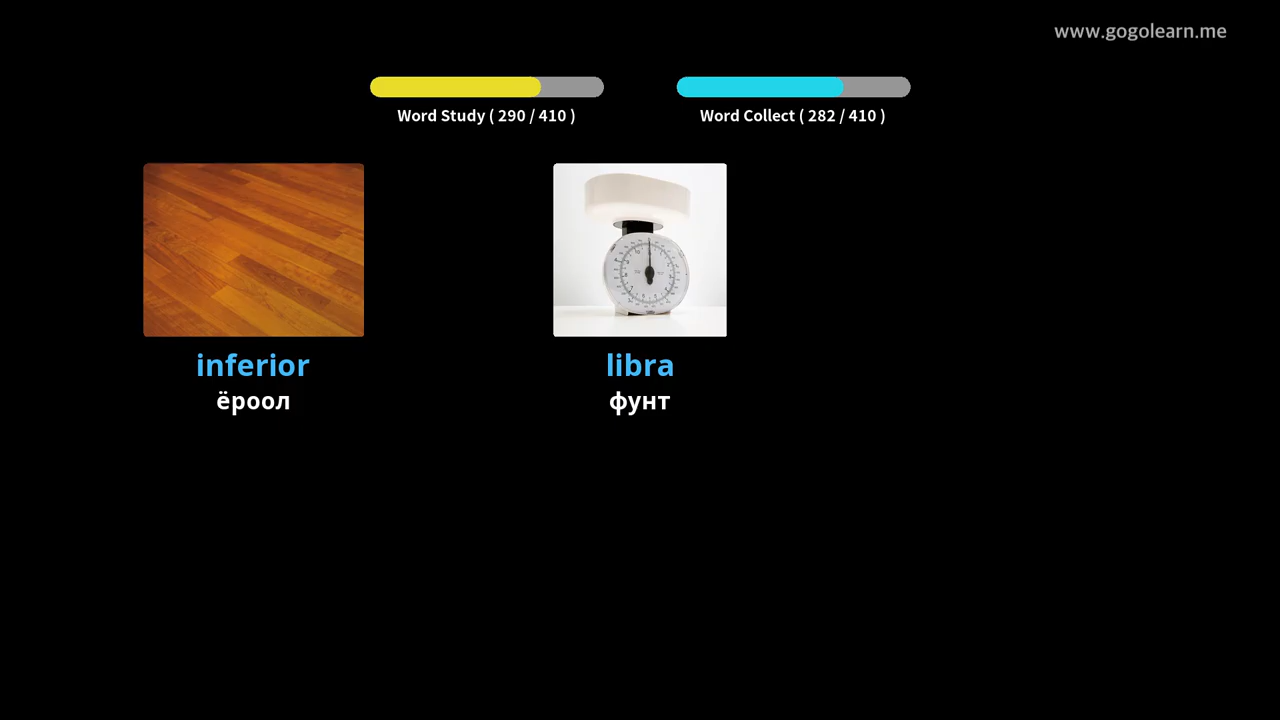 www.gogolearn.me
Word Study ( 290 / 410 )
Word Collect ( 282 / 410 )
inferior
ёроол
libra
фунт